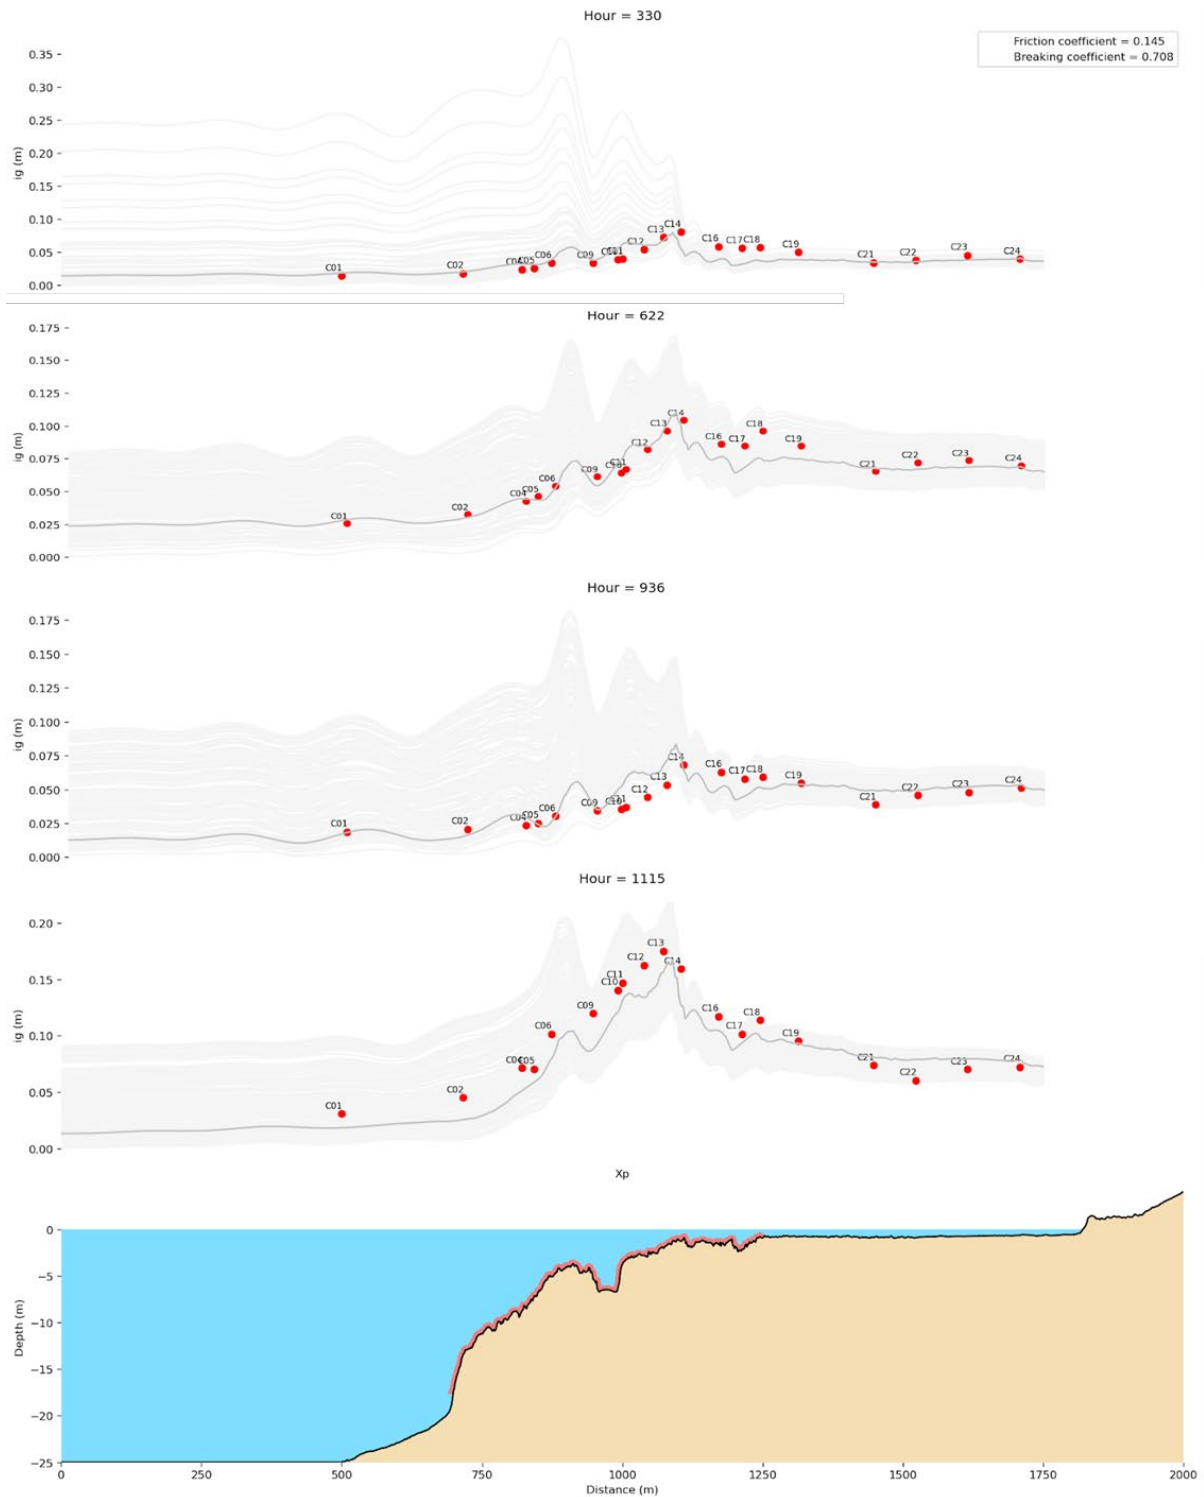 Hour = 330
Friction coefficient = 0.145
Breaking coefficient = 0.708
ig (m)
0.35
0.30
0.25
0.20
0.15
0.10
0.05
0.00
C01 C02 C04 C05 C06 C09 C11 C12 C13 C14 C16 C17 C18 C19 C21 C22 C23 C24
Hour = 622
ig (m)
0.175
0.150
0.125
0.100
0.075
0.050
0.025
0.000
C01 C02 C04 C05 C06 C09 C11 C12 C13 C14 C16 C17 C18 C19 C21 C22 C23 C24
Hour = 936
ig (m)
0.175
0.150
0.125
0.100
0.075
0.050
0.025
0.000
C01 C02 C04 C05 C06 C09 C10 C11 C12 C13 C14 C16 C17 C18 C19 C21 C22 C23 C24
Hour = 1115
ig (m)
0.20
0.15
0.10
0.05
0.00
C01 C02 C04 C05 C06 C09 C10 C11 C12 C13 C14 C16 C17 C18 C19 C21 C22 C23 C24
Xp
Depth (m)
0
−5
−10
−15
−20
−25
0 250 500 750 1000 1250 1500 1750 2000
Distance (m)